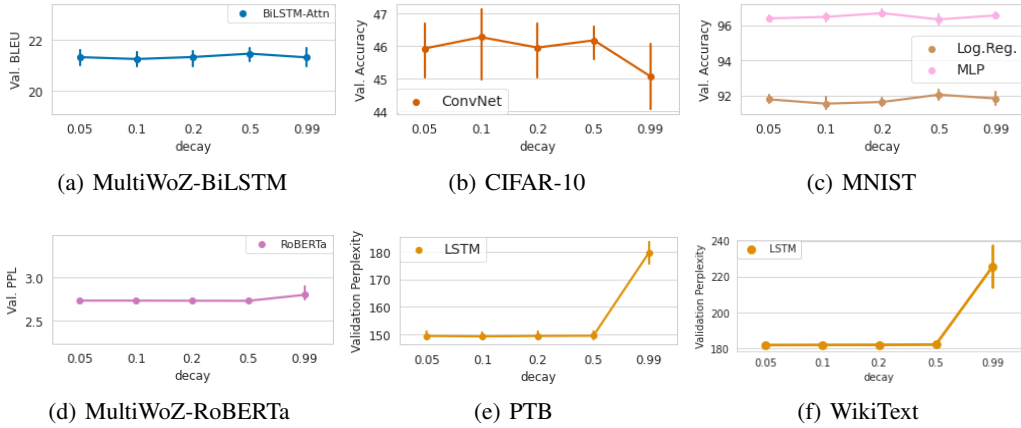 Val. BLEU
22
20
BiLSTM-Attn
0.05 0.1 0.2 0.5 0.99
decay
(a) MultiWoZ-BiLSTM
Val. Accuracy
47
46
45
44
ConvNet
0.05 0.1 0.2 0.5 0.99
decay
(b) CIFAR-10
Val. Accuracy
96
94
92
Log.Reg.
MLP
0.05 0.1 0.2 0.5 0.99
decay
(c) MNIST
Val. PPL
3.0
2.5
RoBERTa
0.05 0.1 0.2 0.5 0.99
decay
(d) MultiWoZ-RoBERTa
Validation Perplexity
180
170
160
150
LSTM
0.05 0.1 0.2 0.5 0.99
decay
(e) PTB
Validation Perplexity
240
220
200
180
LSTM
0.05 0.1 0.2 0.5 0.99
decay
(f) WikiText